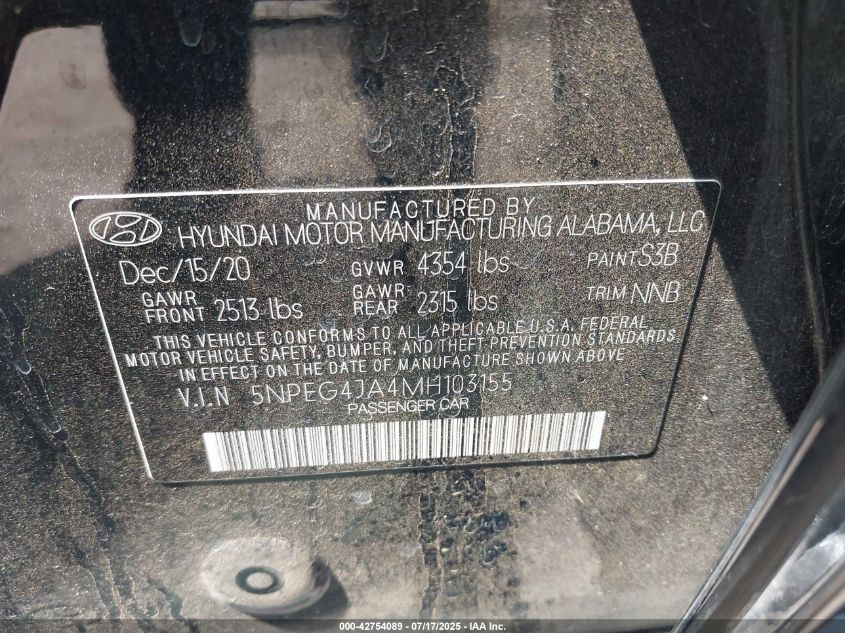 MANUFACTURED BY
HYUNDAI MOTOR MANUFACTURING ALABAMA, LLC
Dec/15/20 GVWR 4354 lbs PAINT S3B
GAWR FRONT 2513 lbs GAWR REAR 2315 lbs TRIM NNB
THIS VEHICLE CONFORMS TO ALL APPLICABLE U.S.A. FEDERAL
MOTOR VEHICLE SAFETY, BUMPER, AND THEFT PREVENTION STANDARDS
IN EFFECT ON THE DATE OF MANUFACTURE SHOWN ABOVE
V.I.N 5NPEG4JA4MH103155
PASSENGER CAR
000-42754089 - 07/17/2025 - IAA Inc.